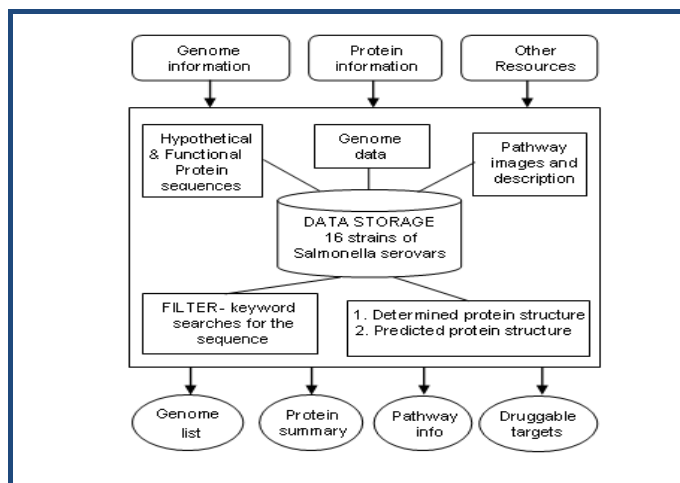 Genome
information
Protein
information
Other
Resources
Hypothetical
& Functional
Protein
sequences
Genome
data
Pathway
images and
description
DATA STORAGE
16 strains of
Salmonella serovars
FILTER- keyword
searches for the
sequence
1. Determined protein structure
2. Predicted protein structure
Genome
list
Protein
summary
Pathway
info
Druggable
targets